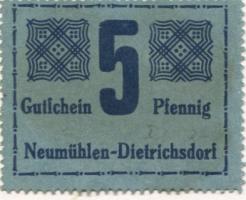 5
Gutschein Pfennig
Neumühlen-Dietrichsdorf